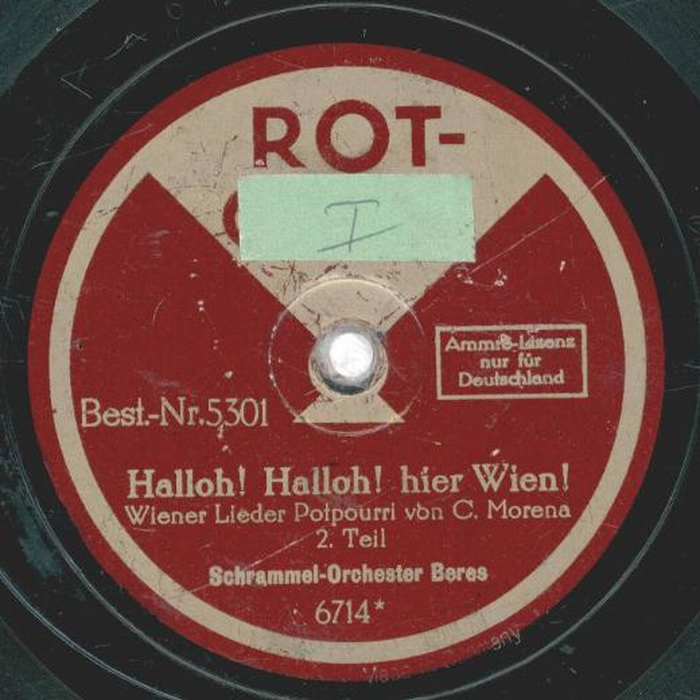 ROT-
I
Ammre-Lizenz
nur für
Deutschland
Best.-Nr.5301
Halloh! Halloh! hier Wien!
Wiener Lieder Potpourri von C. Morena
2. Teil
Schrammel-Orchester Beres
6714*